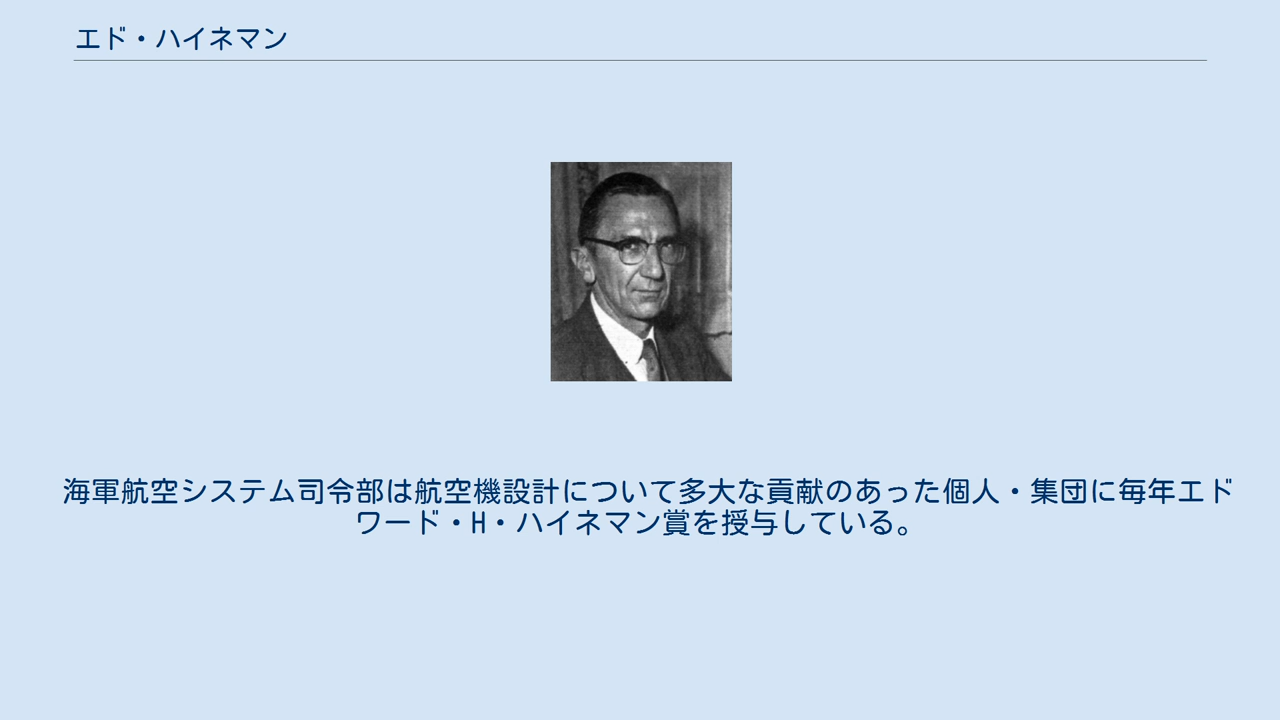 エド・ハイネマン
海軍航空システム司令部は航空機設計について多大な貢献のあった個人・集団に毎年エド
ワード・H・ハイネマン賞を授与している。